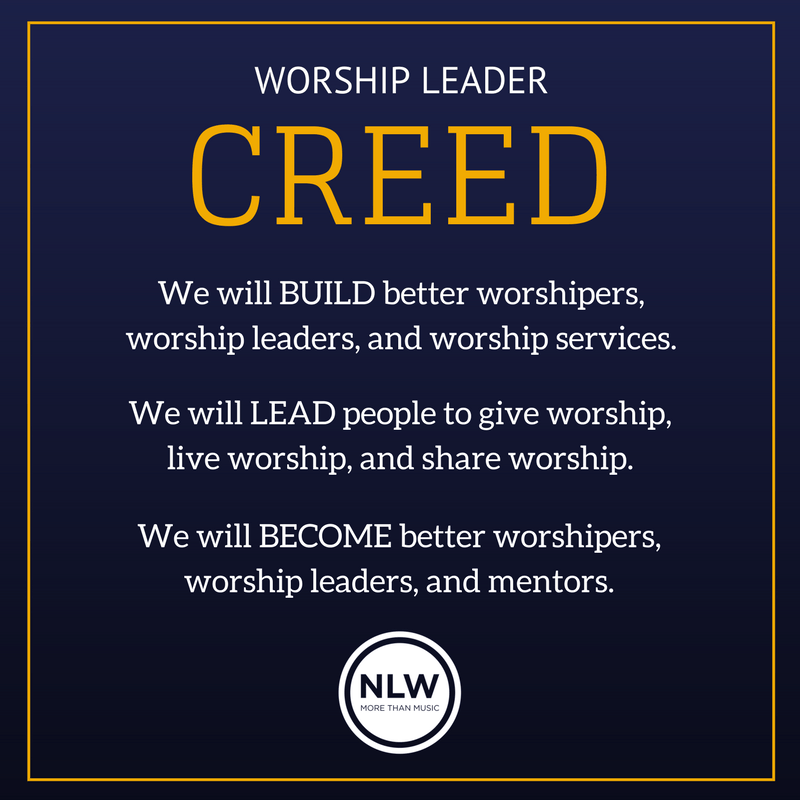 WORSHIP LEADER
CREED
We will BUILD better worshipers,
worship leaders, and worship services.
We will LEAD people to give worship,
live worship, and share worship.
We will BECOME better worshipers,
worship leaders, and mentors.
NLW
MORE THAN MUSIC